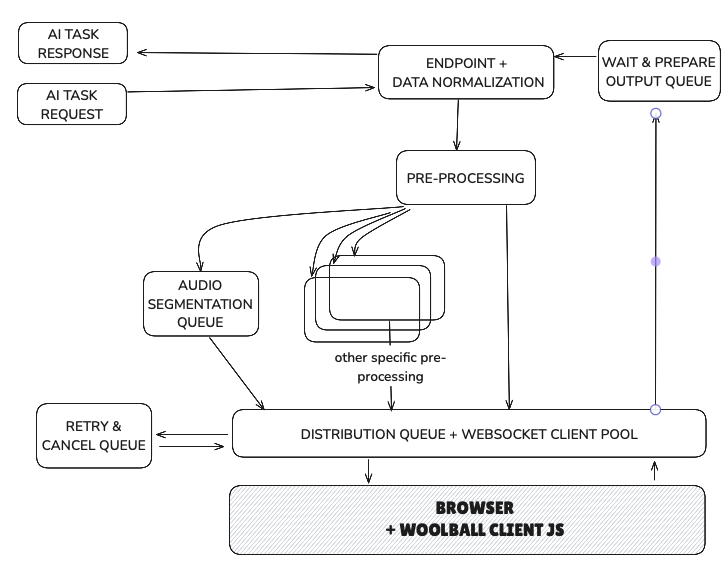 AI TASK
RESPONSE
ENDPOINT +
DATA NORMALIZATION
WAIT & PREPARE
OUTPUT QUEUE
AI TASK
REQUEST
PRE-PROCESSING
AUDIO
SEGMENTATION
QUEUE
other specific pre-
processing
RETRY &
CANCEL QUEUE
DISTRIBUTION QUEUE + WEBSOCKET CLIENT POOL
BROWSER
+ WOOLBALL CLIENT JS